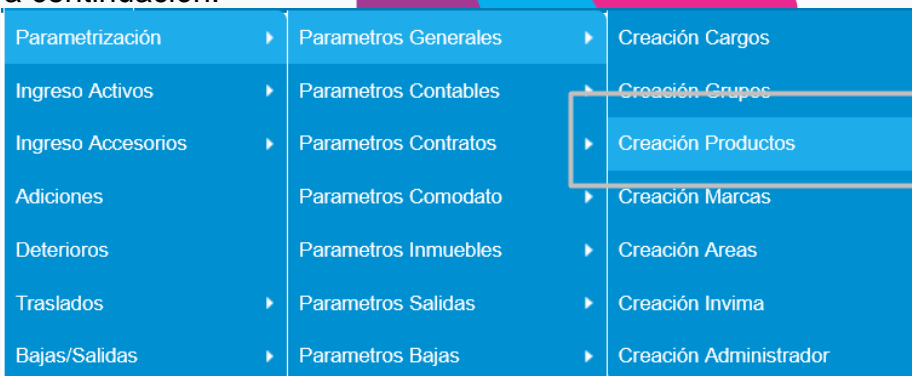 a continuación.
Parametrización
Ingreso Activos
Ingreso Accesorios
Adiciones
Deterioros
Traslados
Bajas/Salidas
Parametros Generales
Parametros Contables
Parametros Contratos
Parametros Comodato
Parametros Inmuebles
Parametros Salidas
Parametros Bajas
Creación Cargos
Creación Grupos
Creación Productos
Creación Marcas
Creación Areas
Creación Invima
Creación Administrador